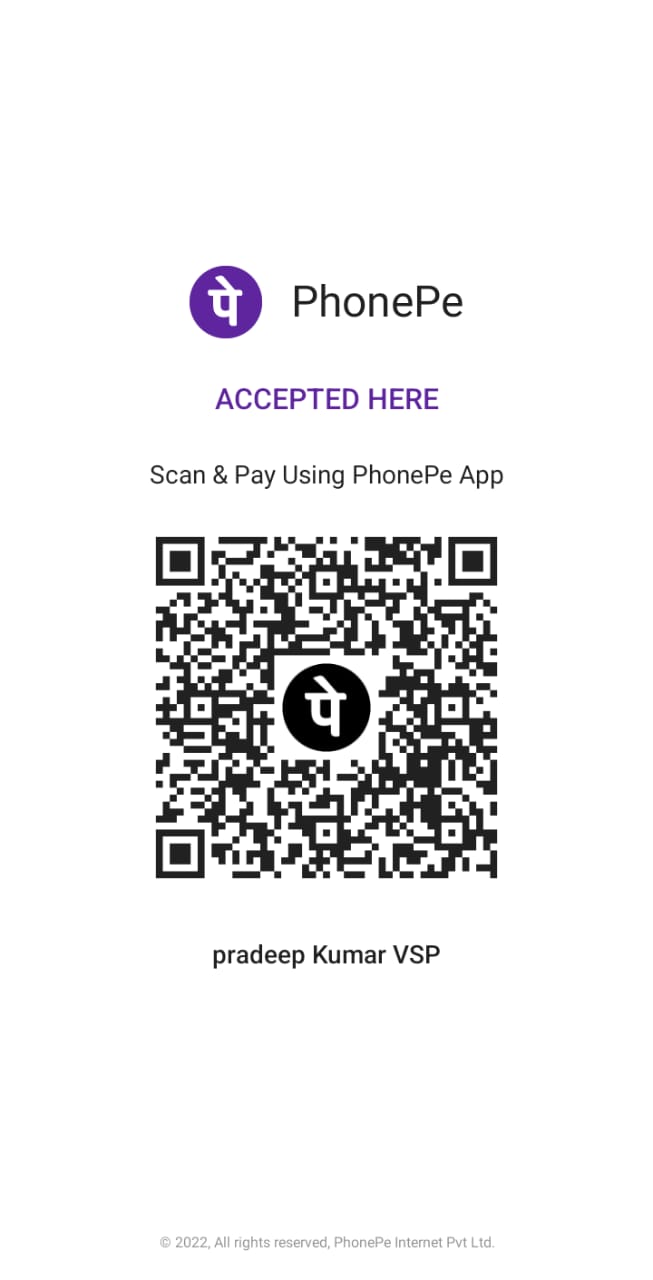 पे PhonePe
ACCEPTED HERE
Scan & Pay Using PhonePe App
पे
pradeep Kumar VSP
© 2022, All rights reserved, PhonePe Internet Pvt Ltd.